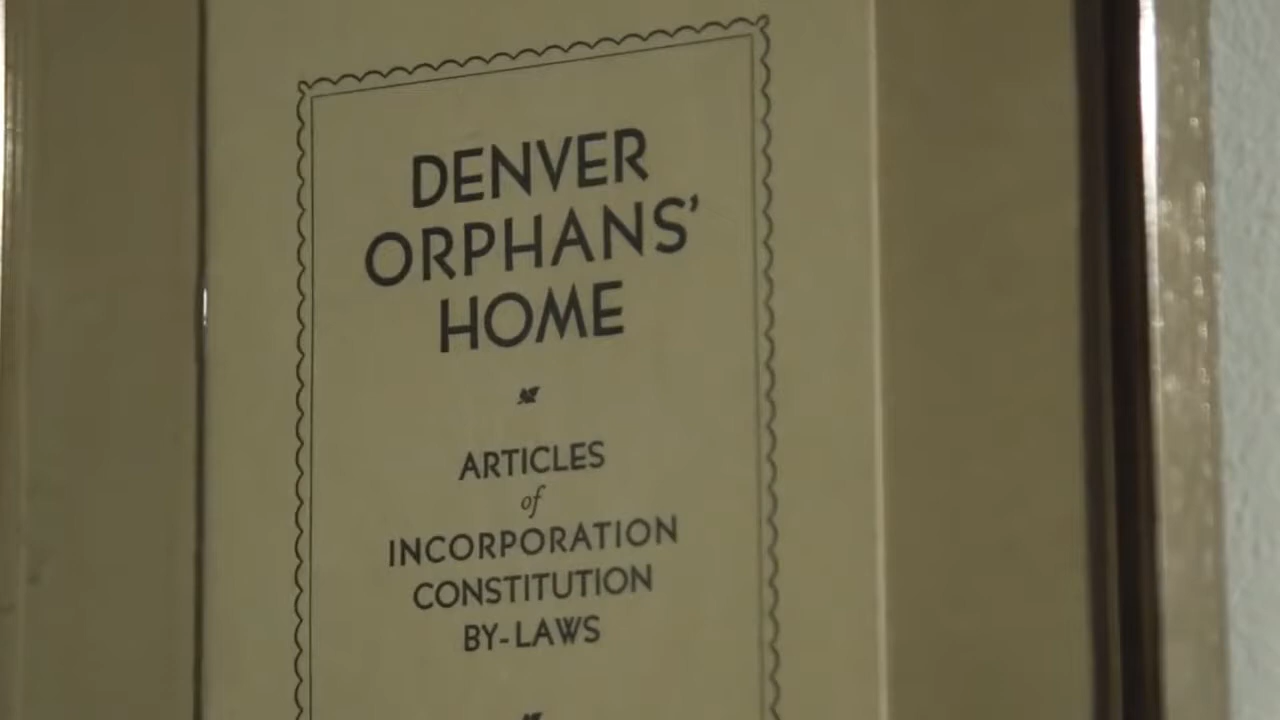 DENVER
ORPHANS’
HOME
ARTICLES
of
INCORPORATION
CONSTITUTION
BY-LAWS